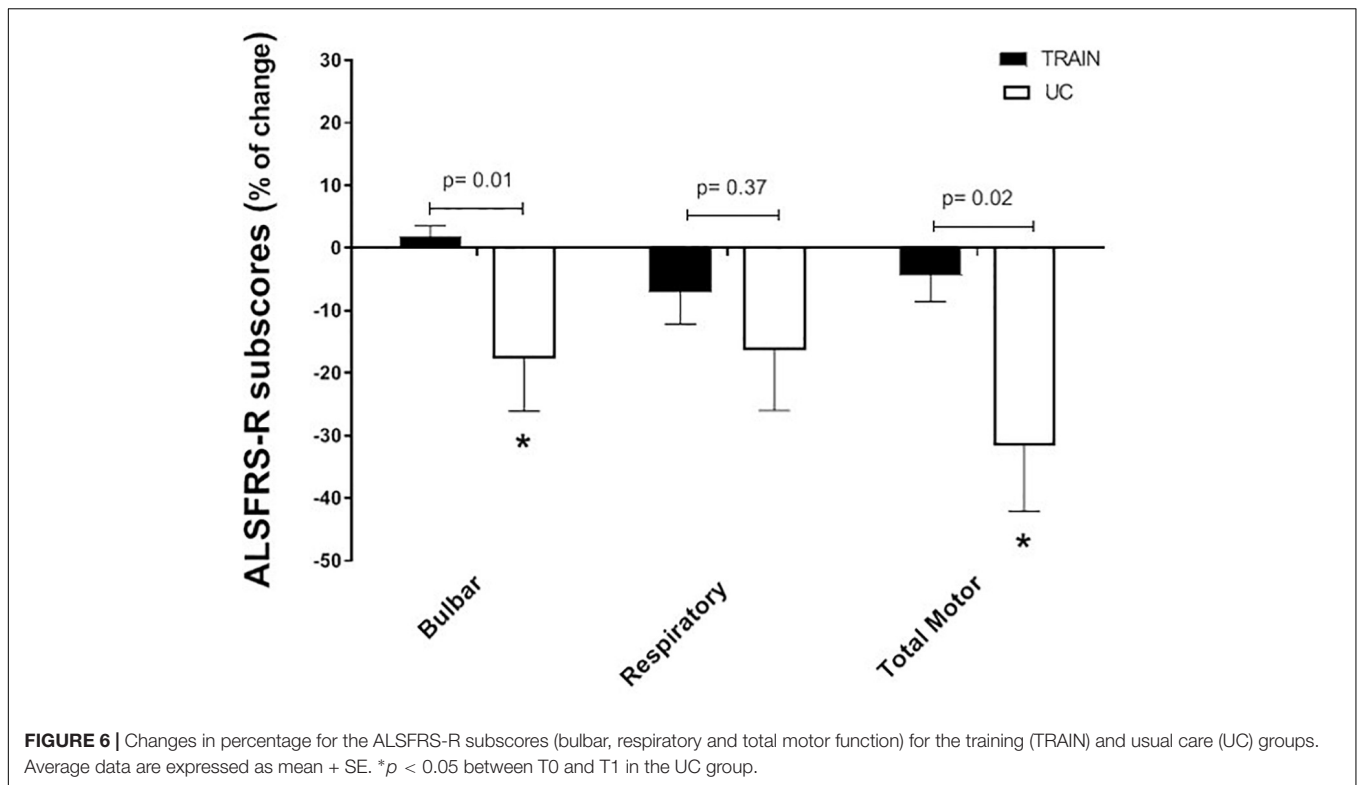 ALSFRS-R subscores (% of change)
30
20
10
0
-10
-20
-30
-40
-50
TRAIN
UC
p= 0.01
p= 0.37
p= 0.02
*
*
Bulbar
Respiratory
Total Motor
FIGURE 6 | Changes in percentage for the ALSFRS-R subscores (bulbar, respiratory and total motor function) for the training (TRAIN) and usual care (UC) groups.
Average data are expressed as mean + SE. *p < 0.05 between T0 and T1 in the UC group.